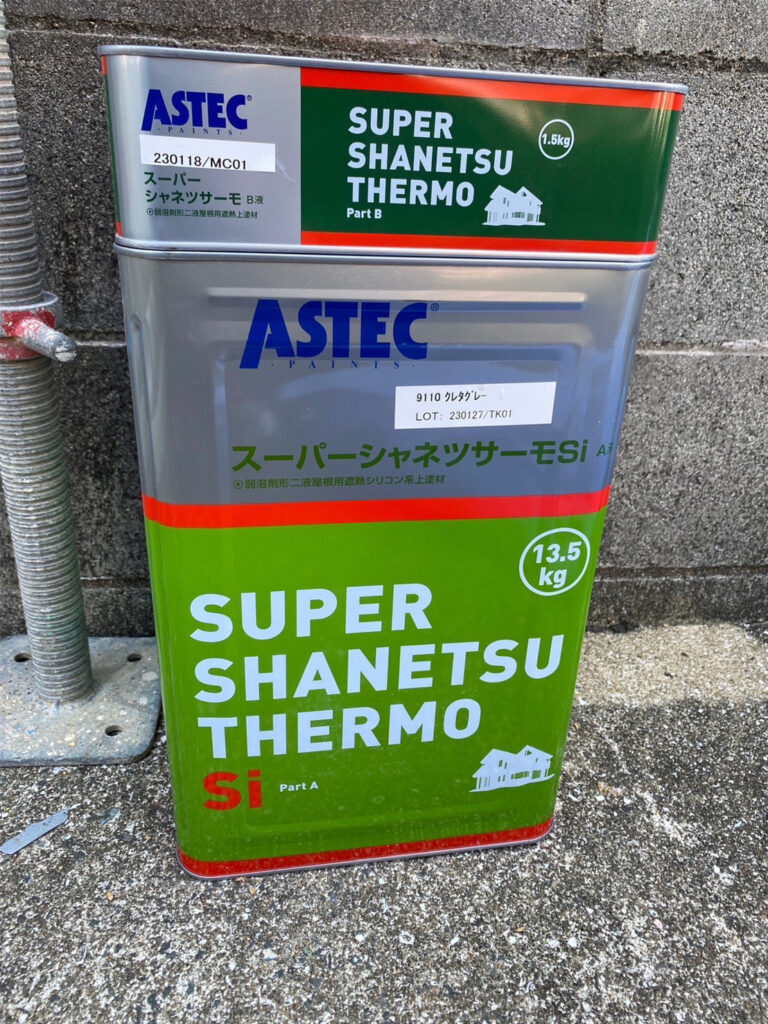 ASTEC®
・PAINTS・
230118/MC01
スーパー
シャネツサーモ B液
弱溶剤形二液屋根用遮熱上塗材
SUPER
SHANETSU
THERMO
Part B
1.5kg
ASTEC®
・PAINTS・
9110 クレタグレー
LOT: 230127/TK01
スーパーシャネツサーモSi A液
弱溶剤形二液屋根用遮熱シリコン系上塗材
13.5
kg
SUPER
SHANETSU
THERMO
Si Part A